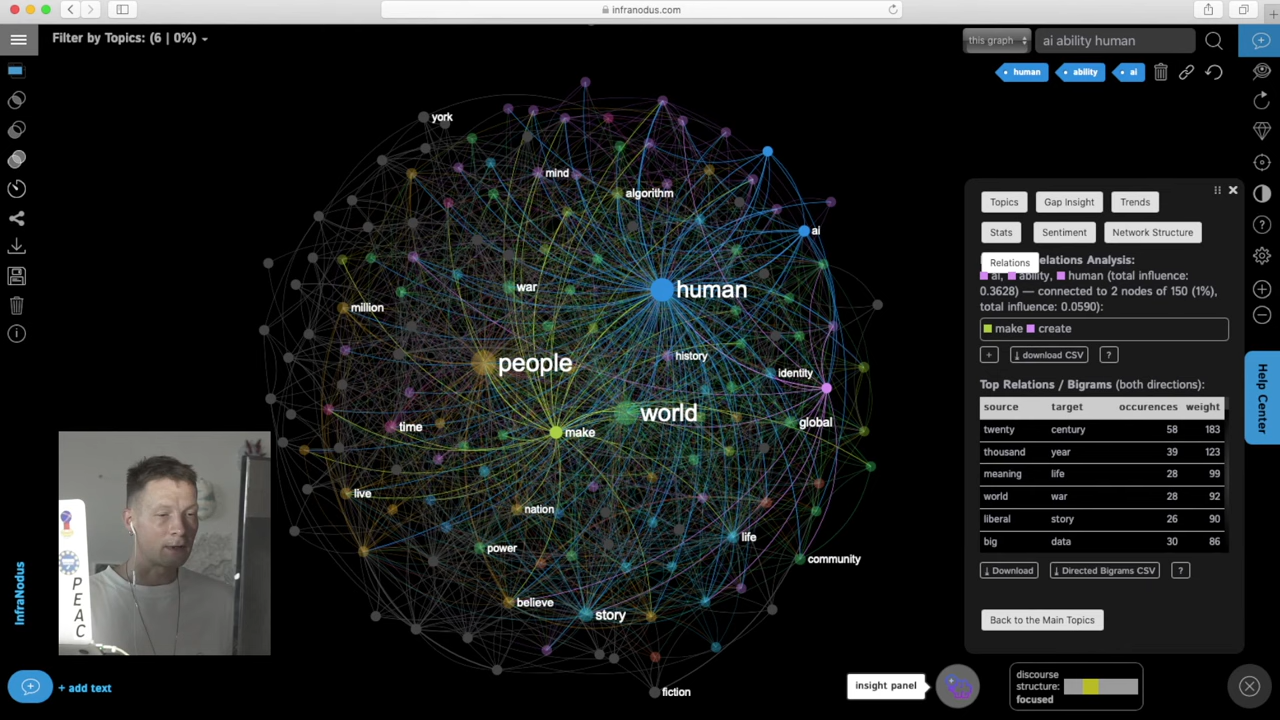 infranodus.com
Filter by Topics: (6 | 0%)
this graph
ai ability human
human
ability
ai
york
mind
algorithm
ai
war
human
million
people
history
identity
world
time
make
global
live
nation
power
life
community
believe
story
fiction
Topics
Gap Insight
Trends
Stats
Sentiment
Network Structure
Relations
elations Analysis:
ai, ability, human (total influence:
0.3628) — connected to 2 nodes of 150 (1%),
total influence: 0.0590):
make create
+
download CSV
?
Top Relations / Bigrams (both directions):
source target occurences weight
twenty century 58 183
thousand year 39 123
meaning life 28 99
world war 28 92
liberal story 26 90
big data 30 86
Download
Directed Bigrams CSV
?
Back to the Main Topics
Help Center
InfraNodus
P
E
A
C
+ add text
insight panel
discourse
structure:
focused